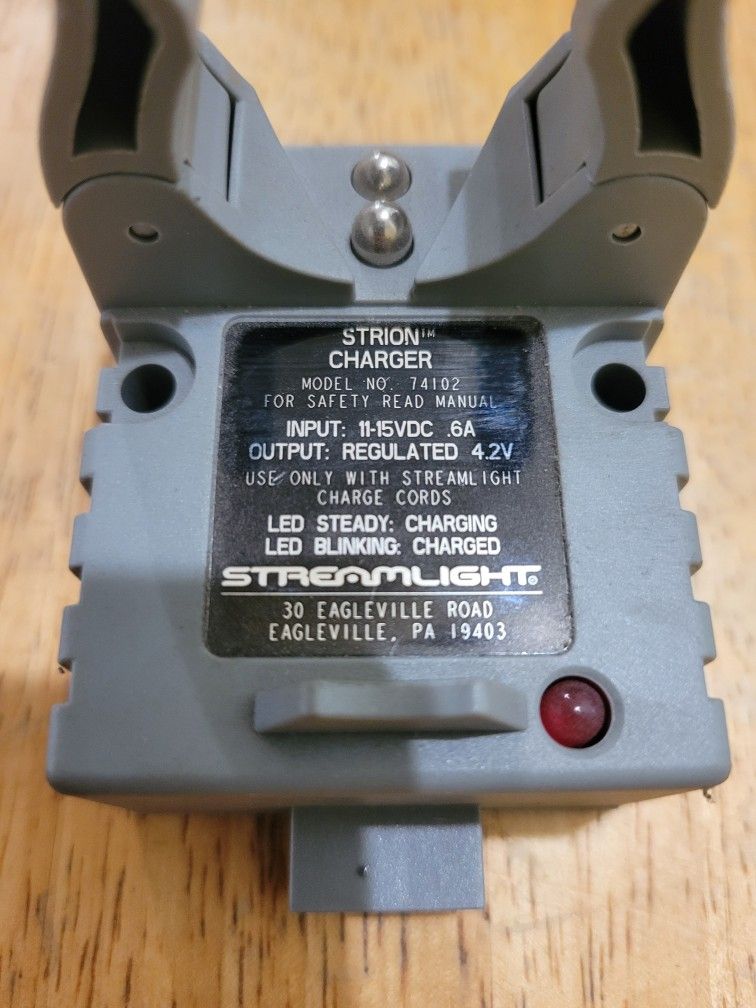 STRION™
CHARGER
MODEL NO. 74102
FOR SAFETY READ MANUAL
INPUT: 11-15VDC .6A
OUTPUT: REGULATED 4.2V
USE ONLY WITH STREAMLIGHT
CHARGE CORDS
LED STEADY: CHARGING
LED BLINKING: CHARGED
STREAMLIGHT®
30 EAGLEVILLE ROAD
EAGLEVILLE, PA 19403